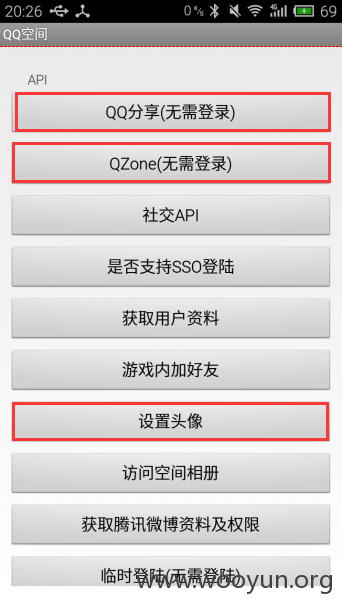 20:26 0 K/s 4G 69
QQ空间
API
QQ分享(无需登录)
QZone(无需登录)
社交API
是否支持SSO登陆
获取用户资料
游戏内加好友
设置头像
访问空间相册
获取腾讯微博资料及权限
临时登陆(无需登陆)
www.wooyun.org